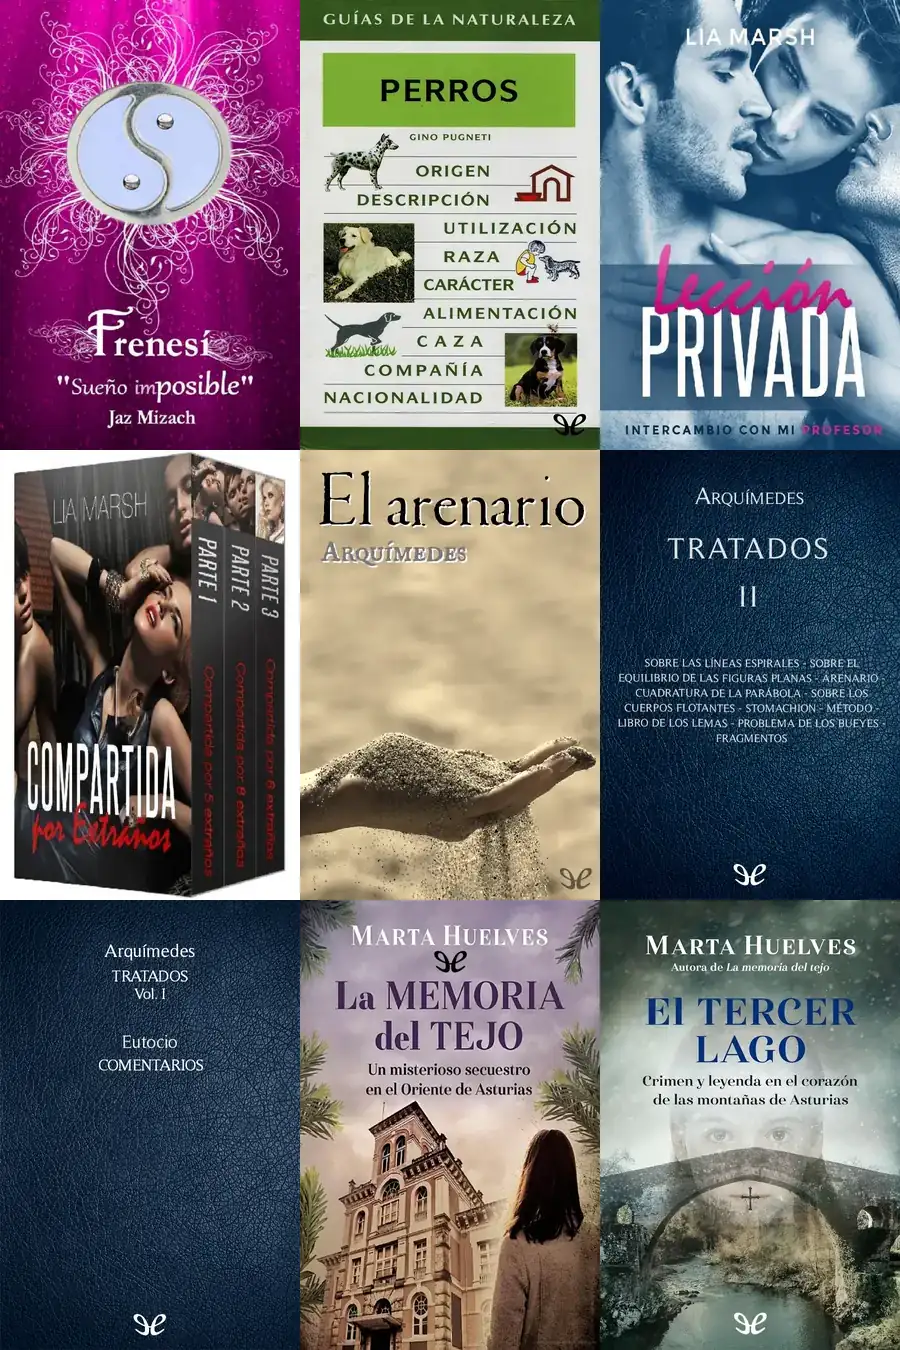 Frenesí
"Sueño imposible"
Jaz Mizach
GUÍAS DE LA NATURALEZA
PERROS
GINO PUGNETI
ORIGEN
DESCRIPCIÓN
UTILIZACIÓN
RAZA
CARÁCTER
ALIMENTACIÓN
CAZA
COMPAÑÍA
NACIONALIDAD
LIA MARSH
Lección
PRIVADA
INTERCAMBIO CON MI PROFESOR
LIA MARSH
COMPARTIDA
por Extraños
PARTE 1
Compartida por 5 extraños
PARTE 2
Compartida por 8 extraños
PARTE 3
Compartida por 8 extraños
El arenario
ARQUÍMEDES
ARQUÍMEDES
TRATADOS
II
SOBRE LAS LÍNEAS ESPIRALES - SOBRE EL
EQUILIBRIO DE LAS FIGURAS PLANAS - ARENARIO
CUADRATURA DE LA PARÁBOLA - SOBRE LOS
CUERPOS FLOTANTES - STOMACHION - MÉTODO
LIBRO DE LOS LEMAS - PROBLEMA DE LOS BUEYES -
FRAGMENTOS
Arquímedes
TRATADOS
Vol. I
Eutocio
COMENTARIOS
MARTA HUELVES
La MEMORIA
del TEJO
Un misterioso secuestro
en el Oriente de Asturias
MARTA HUELVES
Autora de La memoria del tejo
El TERCER
LAGO
Crimen y leyenda en el corazón
de las montañas de Asturias